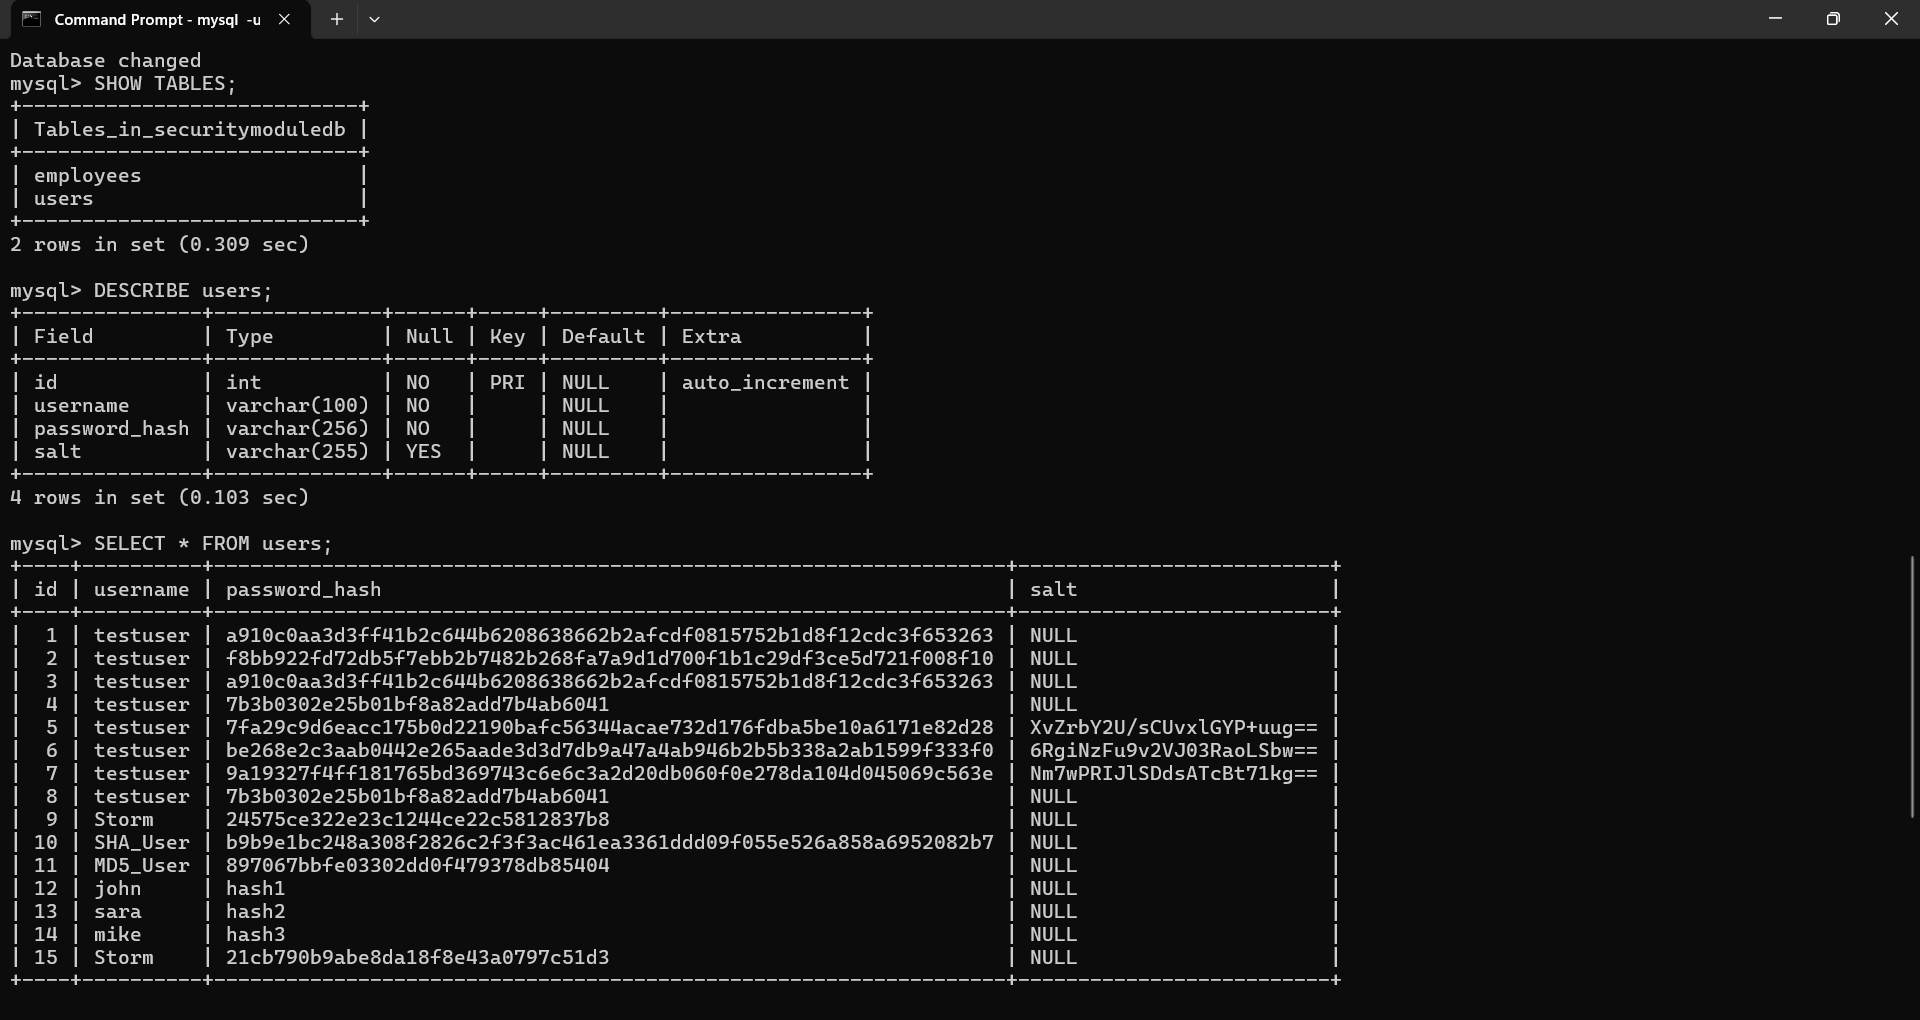 Command Prompt - mysql -u
Database changed
mysql> SHOW TABLES;
+----------------------------+
| Tables_in_securitymoduledb |
+----------------------------+
| employees                  |
| users                      |
+----------------------------+
2 rows in set (0.309 sec)

mysql> DESCRIBE users;
+---------------+--------------+------+-----+---------+----------------+
| Field         | Type         | Null | Key | Default | Extra          |
+---------------+--------------+------+-----+---------+----------------+
| id            | int          | NO   | PRI | NULL    | auto_increment |
| username      | varchar(100) | NO   |     | NULL    |                |
| password_hash | varchar(256) | NO   |     | NULL    |                |
| salt          | varchar(255) | YES  |     | NULL    |                |
+---------------+--------------+------+-----+---------+----------------+
4 rows in set (0.103 sec)

mysql> SELECT * FROM users;
+----+----------+------------------------------------------------------------------+--------------------------+
| id | username | password_hash                                                    | salt                     |
+----+----------+------------------------------------------------------------------+--------------------------+
|  1 | testuser | a910c0aa3d3ff41b2c644b6208638662b2afcdf0815752b1d8f12cdc3f653263 | NULL                     |
|  2 | testuser | f8bb922fd72db5f7ebb2b7482b268fa7a9d1d700f1b1c29df3ce5d721f008f10 | NULL                     |
|  3 | testuser | a910c0aa3d3ff41b2c644b6208638662b2afcdf0815752b1d8f12cdc3f653263 | NULL                     |
|  4 | testuser | 7b3b0302e25b01bf8a82add7b4ab6041                                 | NULL                     |
|  5 | testuser | 7fa29c9d6eacc175b0d22190bafc56344acae732d176fdba5be10a6171e82d28 | XvZrbY2U/sCUvxlGYP+uug== |
|  6 | testuser | be268e2c3aab0442e265aade3d3d7db9a47a4ab946b2b5b338a2ab1599f333f0 | 6RgiNzFu9v2VJ03RaoLSbw== |
|  7 | testuser | 9a19327f4ff181765bd369743c6e6c3a2d20db060f0e278da104d045069c563e | Nm7wPRIJlSDdsATcBt71kg== |
|  8 | testuser | 7b3b0302e25b01bf8a82add7b4ab6041                                 | NULL                     |
|  9 | Storm    | 24575ce322e23c1244ce22c5812837b8                                 | NULL                     |
| 10 | SHA_User | b9b9e1bc248a308f2826c2f3f3ac461ea3361ddd09f055e526a858a6952082b7 | NULL                     |
| 11 | MD5_User | 897067bbfe03302dd0f479378db85404                                 | NULL                     |
| 12 | john     | hash1                                                            | NULL                     |
| 13 | sara     | hash2                                                            | NULL                     |
| 14 | mike     | hash3                                                            | NULL                     |
| 15 | Storm    | 21cb790b9abe8da18f8e43a0797c51d3                                 | NULL                     |
+----+----------+------------------------------------------------------------------+--------------------------+